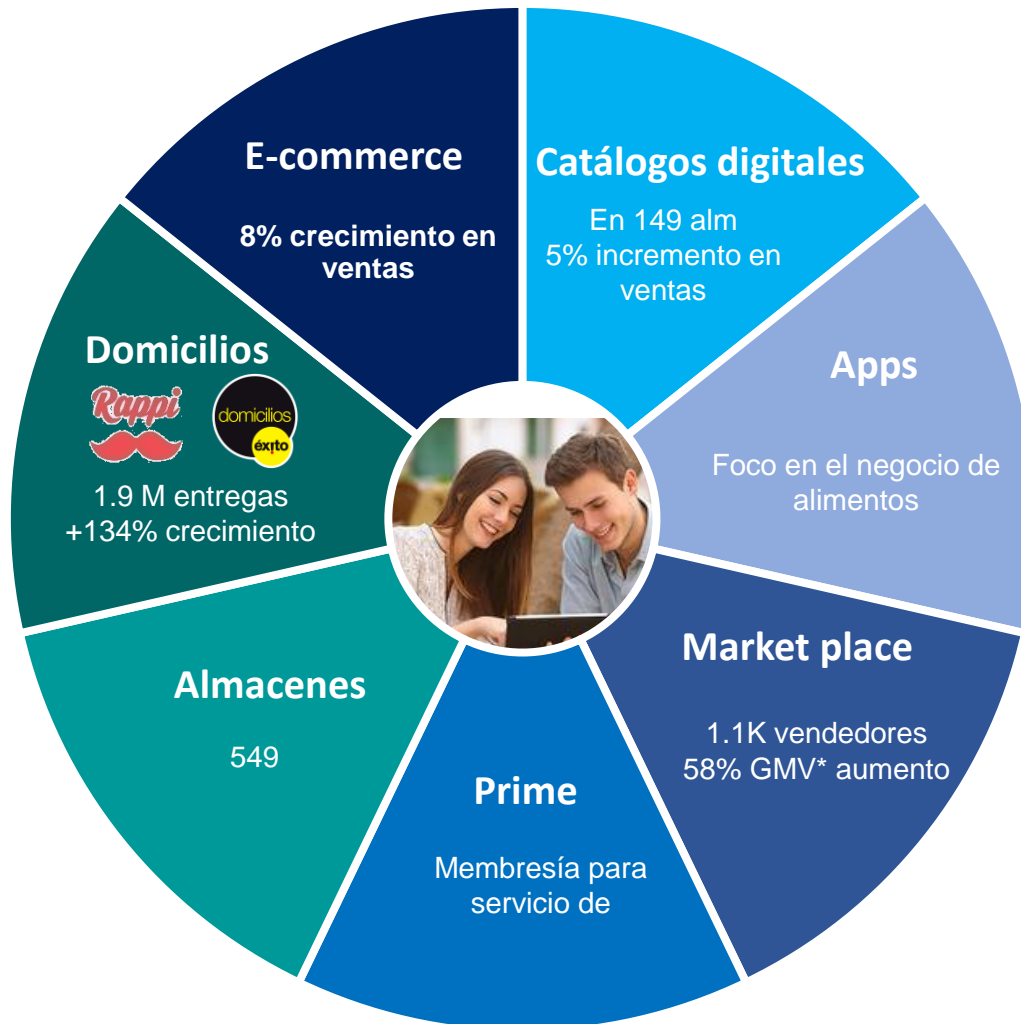 E-commerce
8% crecimiento en
ventas
Catálogos digitales
En 149 alm
5% incremento en
ventas
Apps
Foco en el negocio de
alimentos
Market place
1.1K vendedores
58% GMV* aumento
Prime
Membresía para
servicio de
Almacenes
549
Domicilios
Rappi
domicilios
éxito
1.9 M entregas
+134% crecimiento